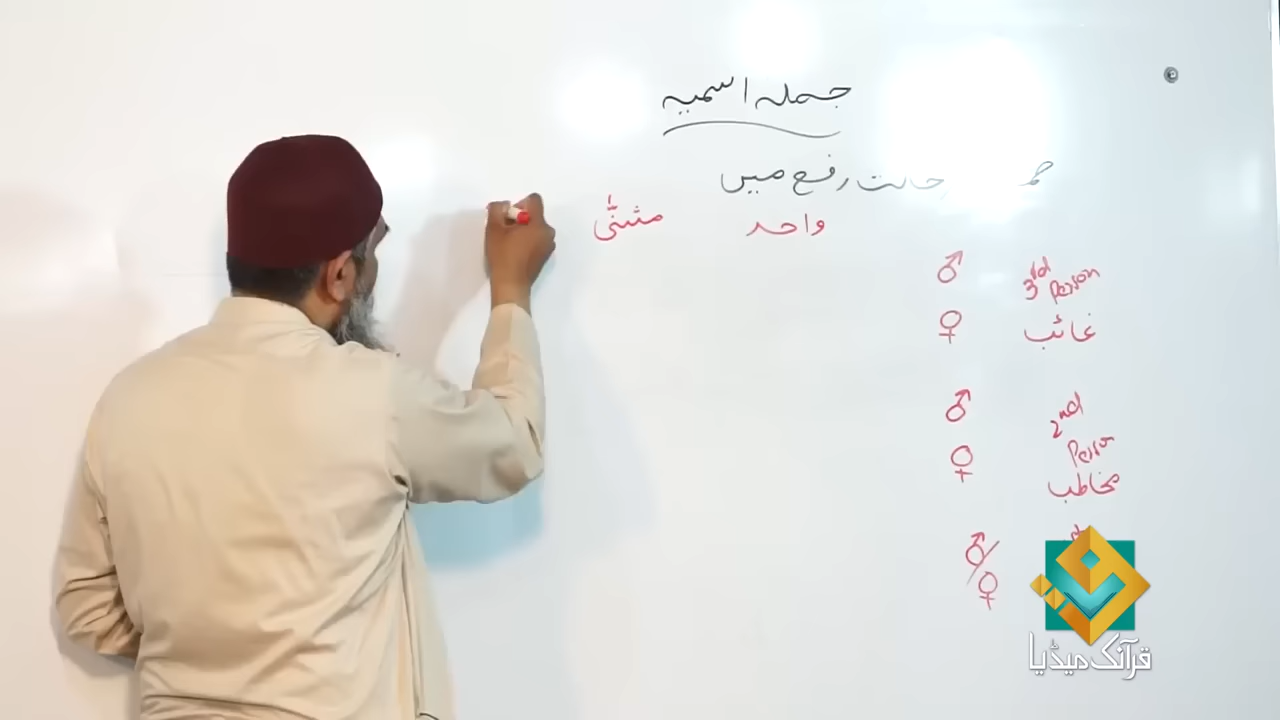 جملہ اسمیہ
حالت رفع میں
واحد مثنیٰ
♂ 3rd Person
♀ غائب
♂ 2nd
Person
♀ مخاطب
♂/♀
قرآنک میڈیا